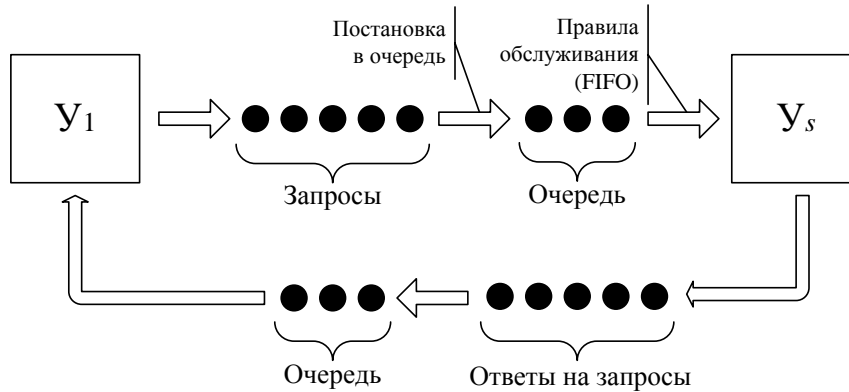 Постановка
в очередь
Правила
обслуживания
(FIFO)
У1
Уs
Запросы
Очередь
Очередь
Ответы на запросы